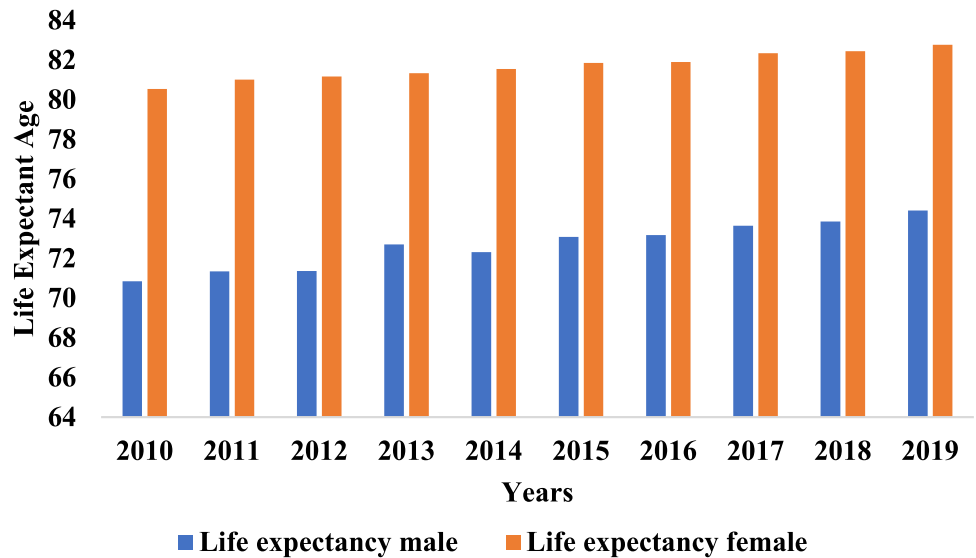 84
82
80
78
76
74
72
70
68
66
64
Life Expectant Age
2010 2011 2012 2013 2014 2015 2016 2017 2018 2019
Years
Life expectancy male Life expectancy female